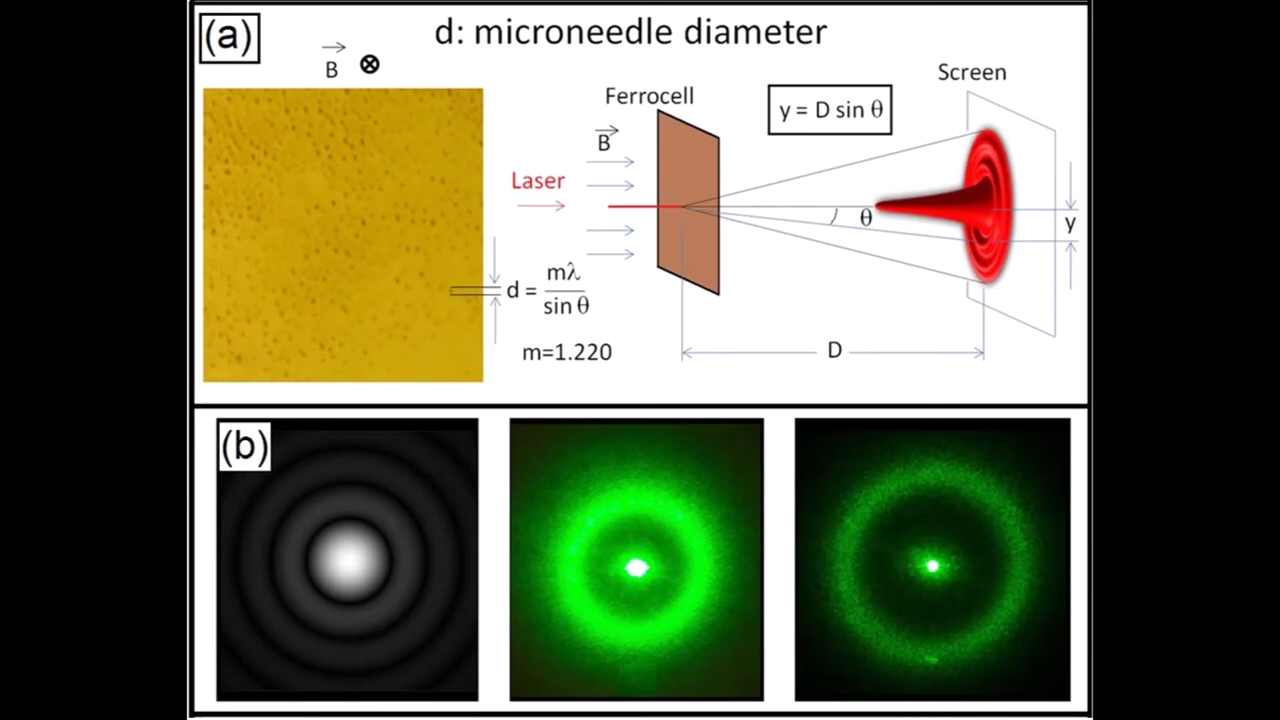 (a)
d: microneedle diameter
B ⊗
Ferrocell
Screen
y = D sin θ
B
Laser
θ
y
d = mλ / sin θ
m=1.220
D
(b)